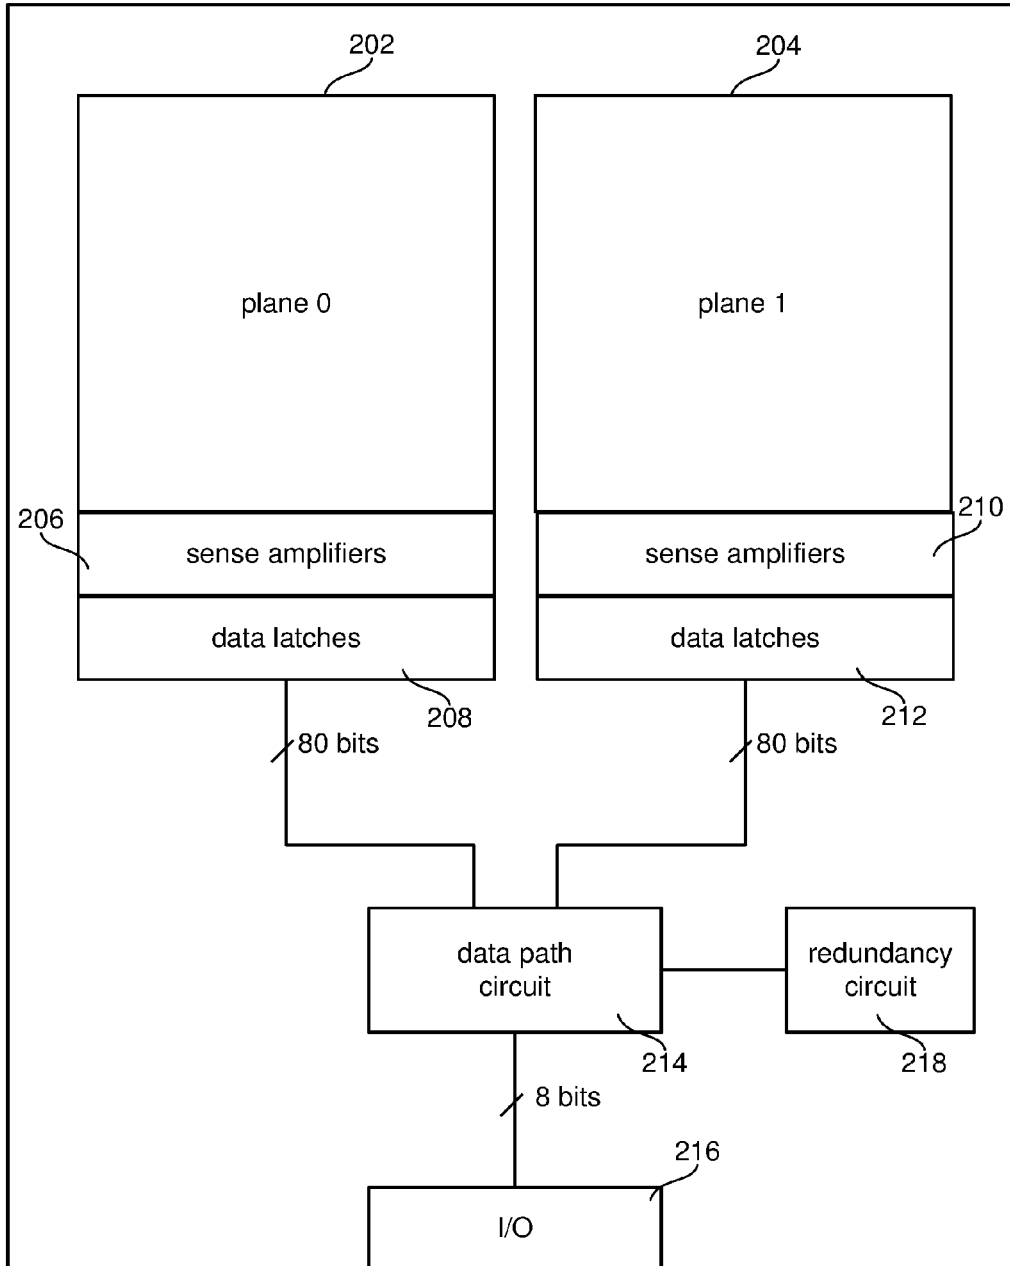 202
204
plane 0
plane 1
206
210
sense amplifiers
sense amplifiers
data latches
data latches
208
212
80 bits
80 bits
data path
circuit
redundancy
circuit
214
218
8 bits
216
I/O